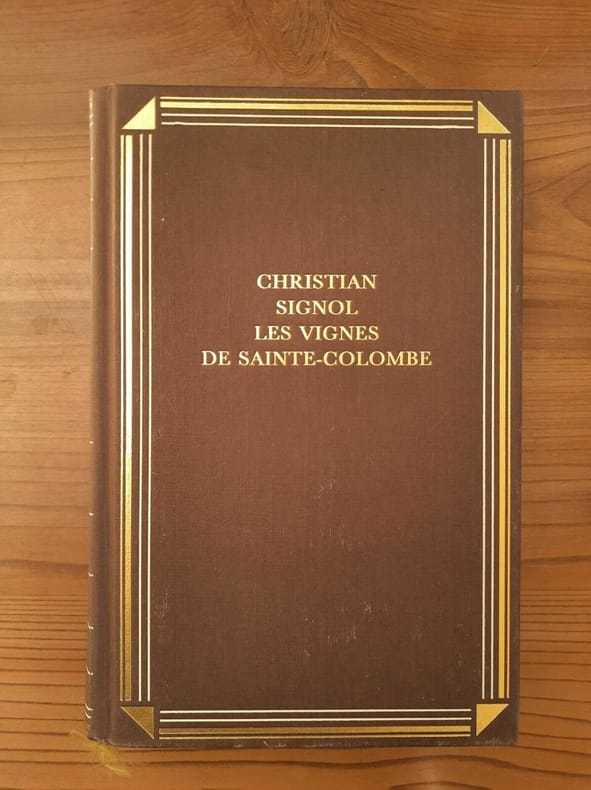 CHRISTIAN
SIGNOL
LES VIGNES
DE SAINTE-COLOMBE